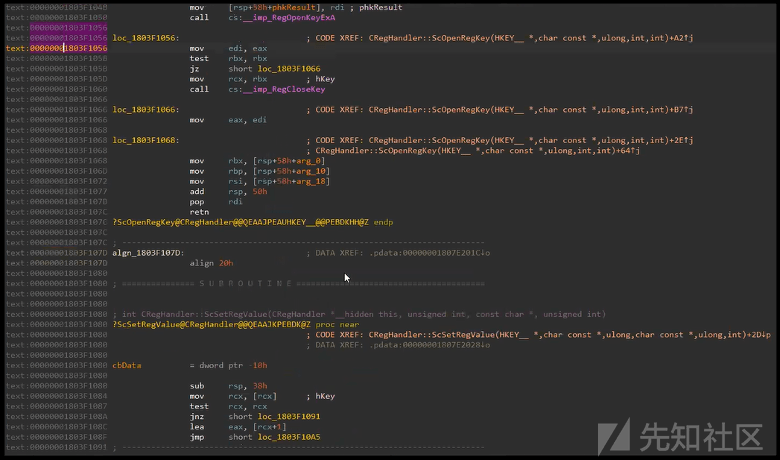 text:00000001803F1048 mov [rsp+58h+phkResult], rdi ; phkResult
text:00000001803F1050 call cs:__imp_RegOpenKeyExA
text:00000001803F1056
text:00000001803F1056 loc_1803F1056: ; CODE XREF: CRegHandler::ScOpenRegKey(HKEY__ *,char const *,ulong,int,int)+A2↑j
text:00000001803F1056 mov edi, eax
text:00000001803F1058 test rbx, rbx
text:00000001803F105B jz short loc_1803F1066
text:00000001803F105D mov rcx, rbx ; hKey
text:00000001803F1060 call cs:__imp_RegCloseKey
text:00000001803F1066
text:00000001803F1066 loc_1803F1066: ; CODE XREF: CRegHandler::ScOpenRegKey(HKEY__ *,char const *,ulong,int,int)+B7↑j
text:00000001803F1066 mov eax, edi
text:00000001803F1068
text:00000001803F1068 loc_1803F1068: ; CODE XREF: CRegHandler::ScOpenRegKey(HKEY__ *,char const *,ulong,int,int)+2E↑j
text:00000001803F1068 ; CRegHandler::ScOpenRegKey(HKEY__ *,char const *,ulong,int,int)+64↑j
text:00000001803F1068 mov rbx, [rsp+58h+arg_0]
text:00000001803F106D mov rbp, [rsp+58h+arg_10]
text:00000001803F1072 mov rsi, [rsp+58h+arg_18]
text:00000001803F1077 add rsp, 50h
text:00000001803F107B pop rdi
text:00000001803F107C retn
text:00000001803F107C ?ScOpenRegKey@CRegHandler@@QEAAJPEAUHKEY__@@PEBDKHH@Z endp
text:00000001803F107C
text:00000001803F107C ; ---------------------------------------------------------------------------
text:00000001803F107D algn_1803F107D: ; DATA XREF: .pdata:00000001807E201C↓o
text:00000001803F107D align 20h
text:00000001803F1080
text:00000001803F1080 ; =============== S U B R O U T I N E =======================================
text:00000001803F1080
text:00000001803F1080
text:00000001803F1080 ; int CRegHandler::ScSetRegValue(CRegHandler *__hidden this, unsigned int, const char *, unsigned int)
text:00000001803F1080 ?ScSetRegValue@CRegHandler@@QEAAJKPEBDK@Z proc near
text:00000001803F1080 ; CODE XREF: CRegHandler::ScSetRegValue(HKEY__ *,char const *,ulong,char const *,ulong,int)+2D↓p
text:00000001803F1080 ; DATA XREF: .pdata:00000001807E2028↓o
text:00000001803F1080
text:00000001803F1080 cbData = dword ptr -18h
text:00000001803F1080
text:00000001803F1080 sub rsp, 38h
text:00000001803F1084 mov rcx, [rcx] ; hKey
text:00000001803F1087 test rcx, rcx
text:00000001803F108A jnz short loc_1803F1091
text:00000001803F108C lea eax, [rcx+1]
text:00000001803F108F jmp short loc_1803F10A5
text:00000001803F1091 ; ---------------------------------------------------------------------------
先知社区